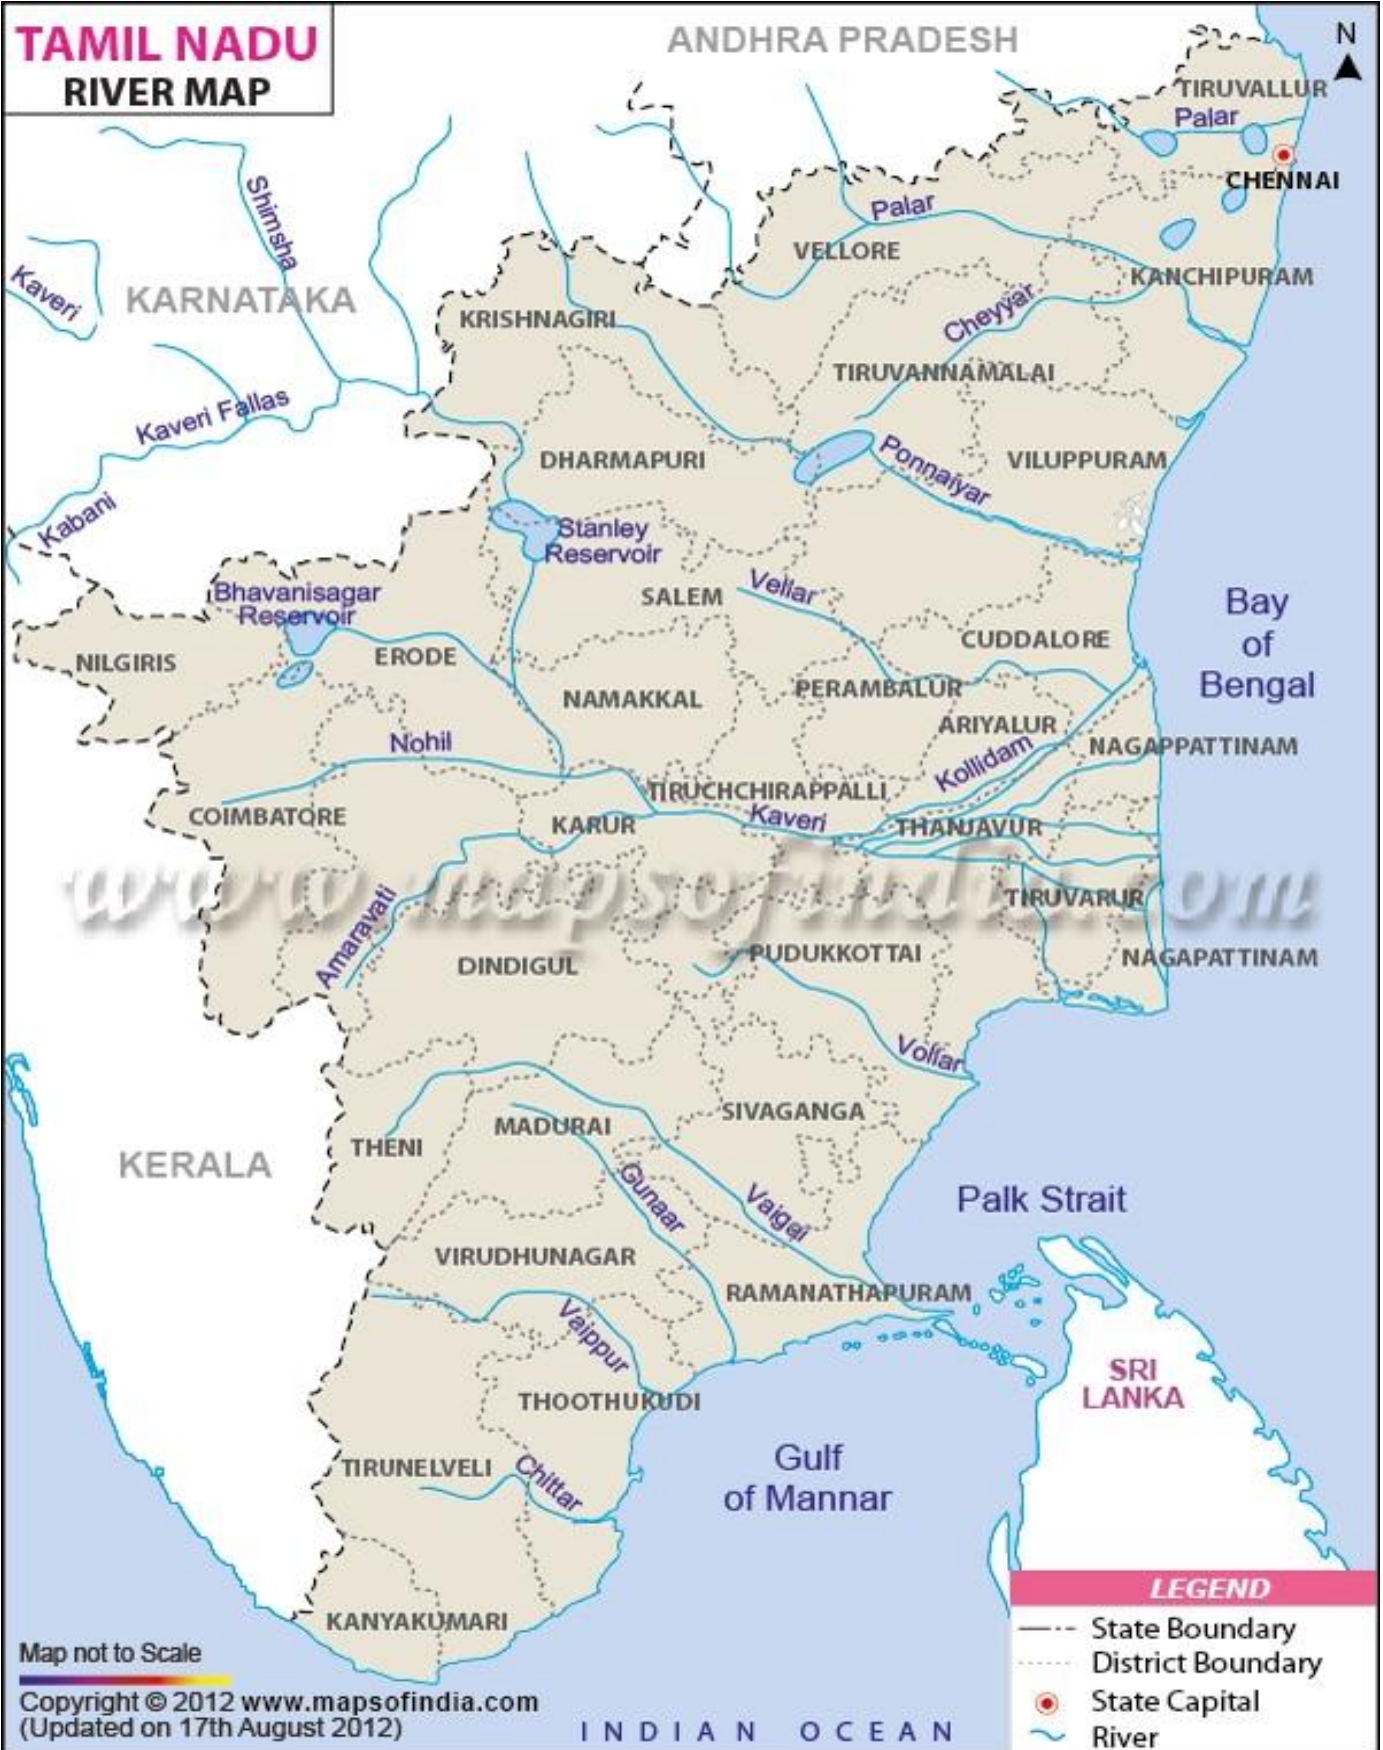 TAMIL NADU
RIVER MAP
ANDHRA PRADESH
N
TIRUVALLUR
Palar
CHENNAI
Shimsha
Palar
VELLORE
Kaveri
KARNATAKA
KANCHIPURAM
KRISHNAGIRI
Cheyyar
TIRUVANNAMALAI
Kaveri Fallas
DHARMAPURI
Ponnaiyar
VILUPPURAM
Kabani
Stanley
Reservoir
Bhavanisagar
Reservoir
SALEM
Vellar
Bay
of
Bengal
NILGIRIS
ERODE
CUDDALORE
NAMAKKAL
PERAMBALUR
ARIYALUR
Nohil
Kollidam
NAGAPPATTINAM
COIMBATORE
TIRUCHCHIRAPPALLI
KARUR
Kaveri
THANJAVUR
www.mapsofindia.com
Amaravati
TIRUVARUR
DINDIGUL
PUDUKKOTTAI
NAGAPATTINAM
Vollar
KERALA
THENI
MADURAI
SIVAGANGA
Gunaar
Vaigai
Palk Strait
VIRUDHUNAGAR
RAMANATHAPURAM
Vaippur
SRI
LANKA
THOOTHUKUDI
TIRUNELVELI
Chittar
Gulf
of Mannar
KANYAKUMARI
LEGEND
State Boundary
District Boundary
State Capital
River
Map not to Scale
Copyright © 2012 www.mapsofindia.com
(Updated on 17th August 2012)
INDIAN OCEAN